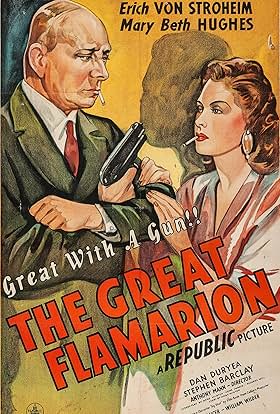 Erich VON STROHEIM
Mary Beth HUGHES
Great With A Gun!!
THE GREAT
FLAMARION
A REPUBLIC PICTURE
DAN DURYEA
STEPHEN BARCLAY
ANTHONY MANN — DIRECTOR
WILLIAM WILDER